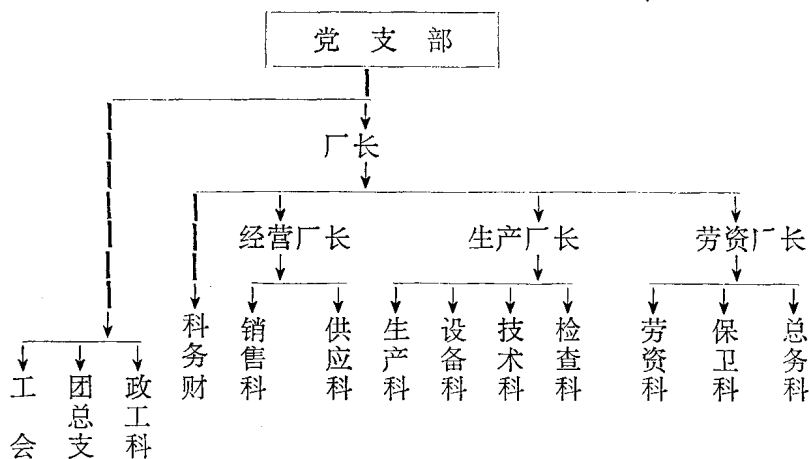 党支部
厂长
经营厂长
生产厂长
劳资厂长
科务财
销售科
供应科
生产科
设备科
技术科
检查科
劳资科
保卫科
总务科
工会
团总支
政工科